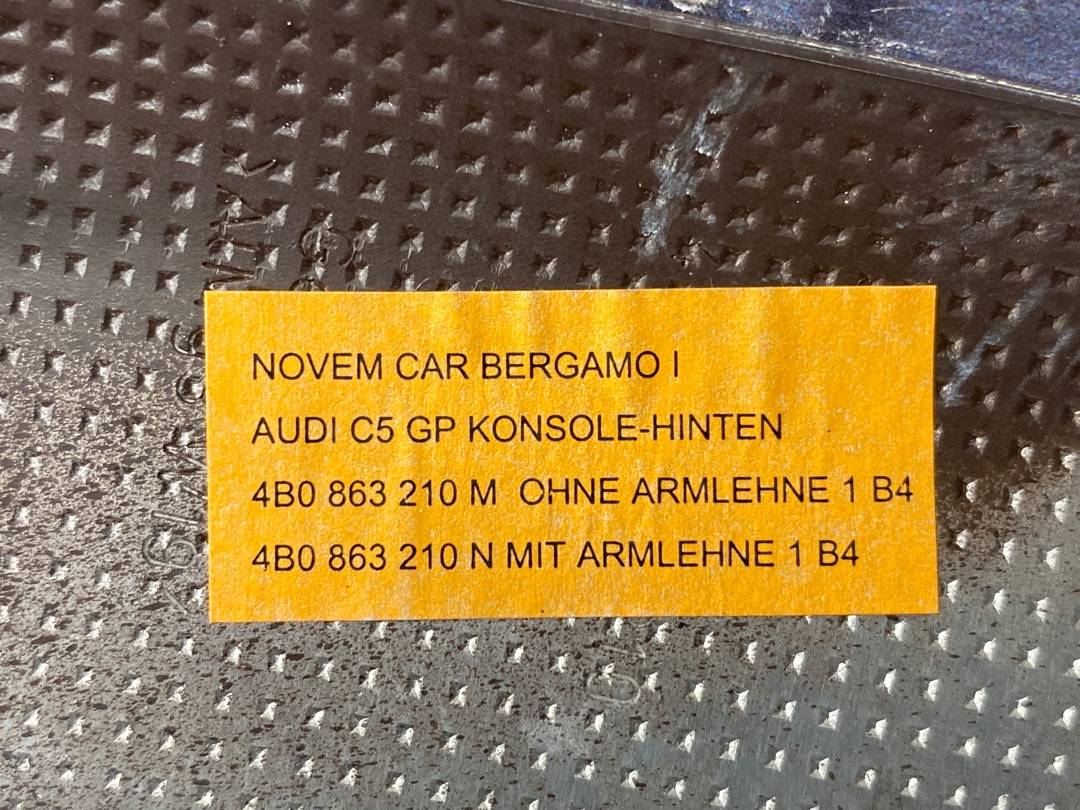 NOVEM CAR BERGAMO I
AUDI C5 GP KONSOLE-HINTEN
4B0 863 210 M OHNE ARMLEHNE 1 B4
4B0 863 210 N MIT ARMLEHNE 1 B4